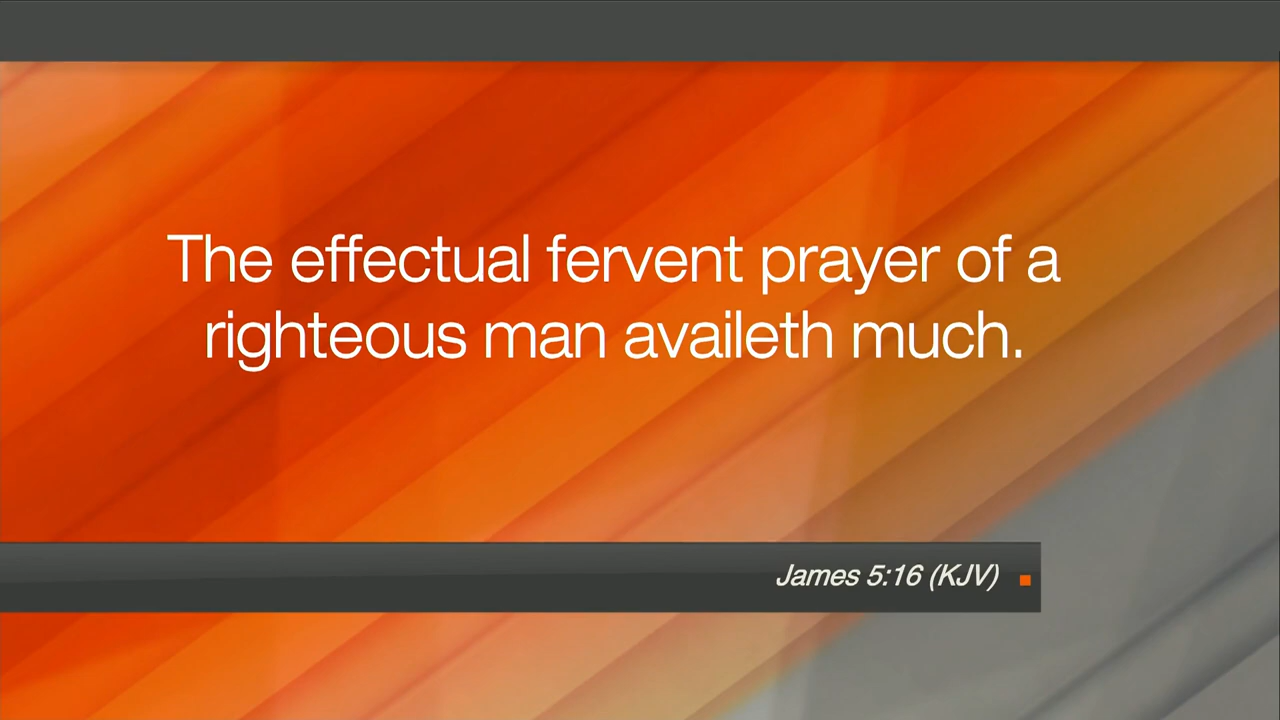 The effectual fervent prayer of a
righteous man availeth much.
James 5:16 (KJV)